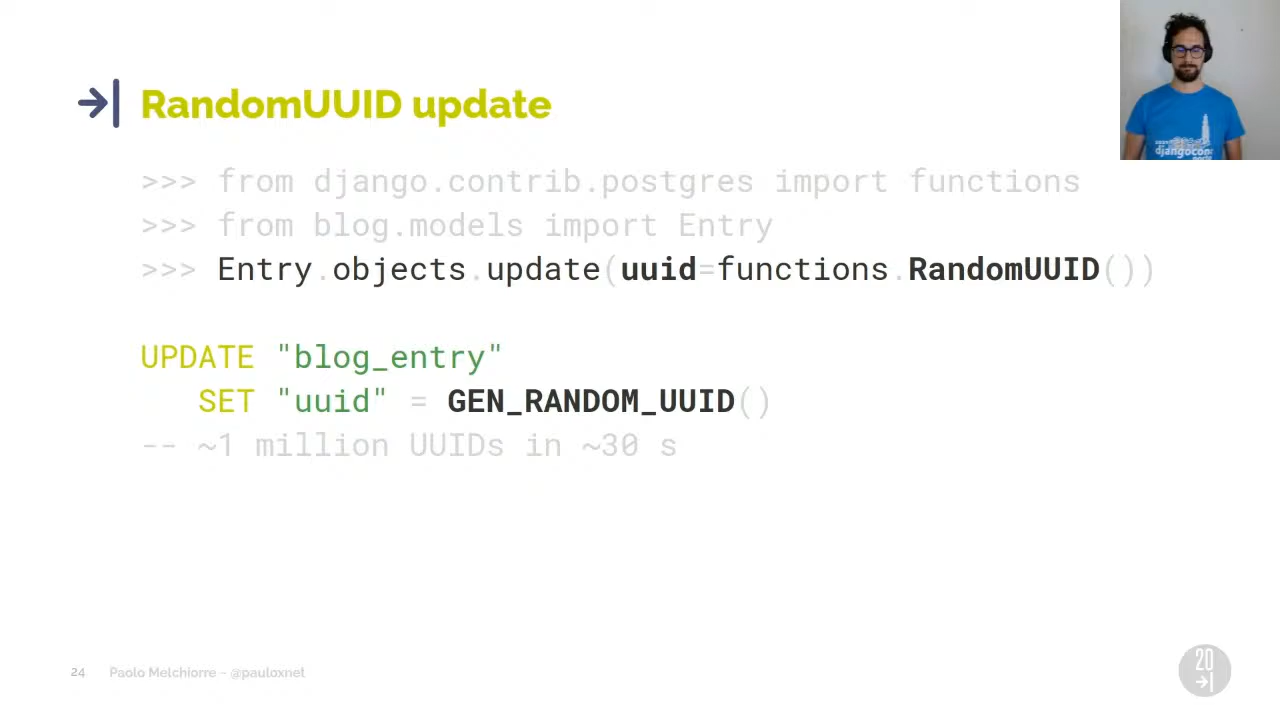 RandomUUID update
>>> from django.contrib.postgres import functions
>>> from blog.models import Entry
>>> Entry.objects.update(uuid=functions.RandomUUID())
UPDATE "blog_entry"
SET "uuid" = GEN_RANDOM_UUID()
-- ~1 million UUIDs in ~30 s
djangocon
24 Paolo Melchiorre ~ @pauloxnet
20